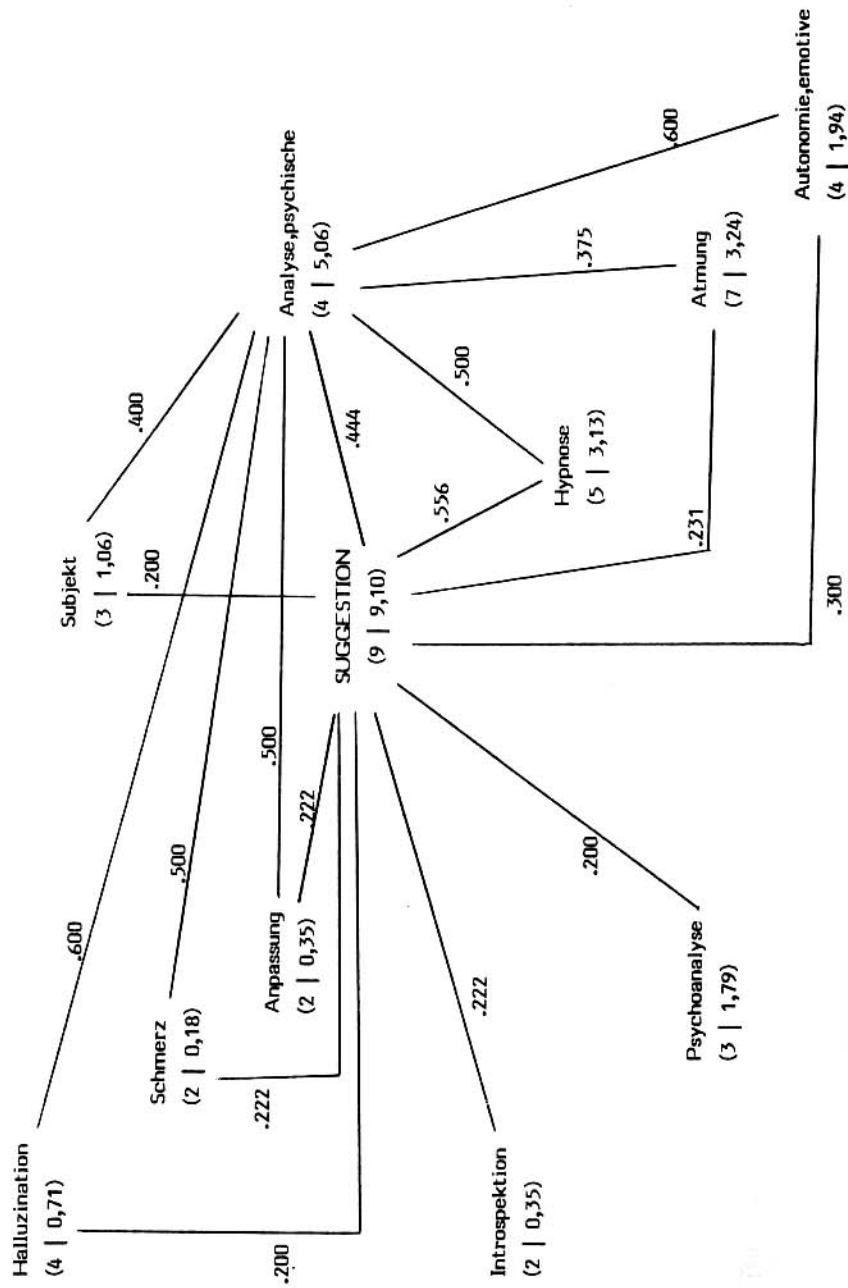 Halluzination
(4 | 0,71)
.600
.200
Schmerz
(2 | 0,18)
.500
.222
Anpassung
(2 | 0,35)
.500
.222
Subjekt
(3 | 1,06)
.400
.200
Analyse,psychische
(4 | 5,06)
.444
SUGGESTION
(9 | 9,10)
.556
.500
Hypnose
(5 | 3,13)
.375
.600
Introspektion
(2 | 0,35)
.222
Psychoanalyse
(3 | 1,79)
.200
.231
Atmung
(7 | 3,24)
.300
Autonomie,emotive
(4 | 1,94)